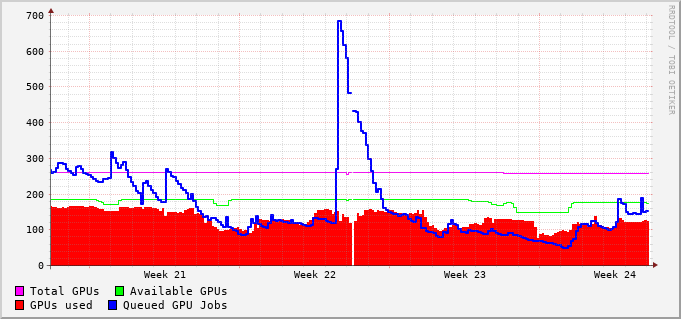 700
600
500
400
300
200
100
0
Week 21 Week 22 Week 23 Week 24
Total GPUs Available GPUs
GPUs used Queued GPU Jobs
RRDTOOL / TOBI OETIKER